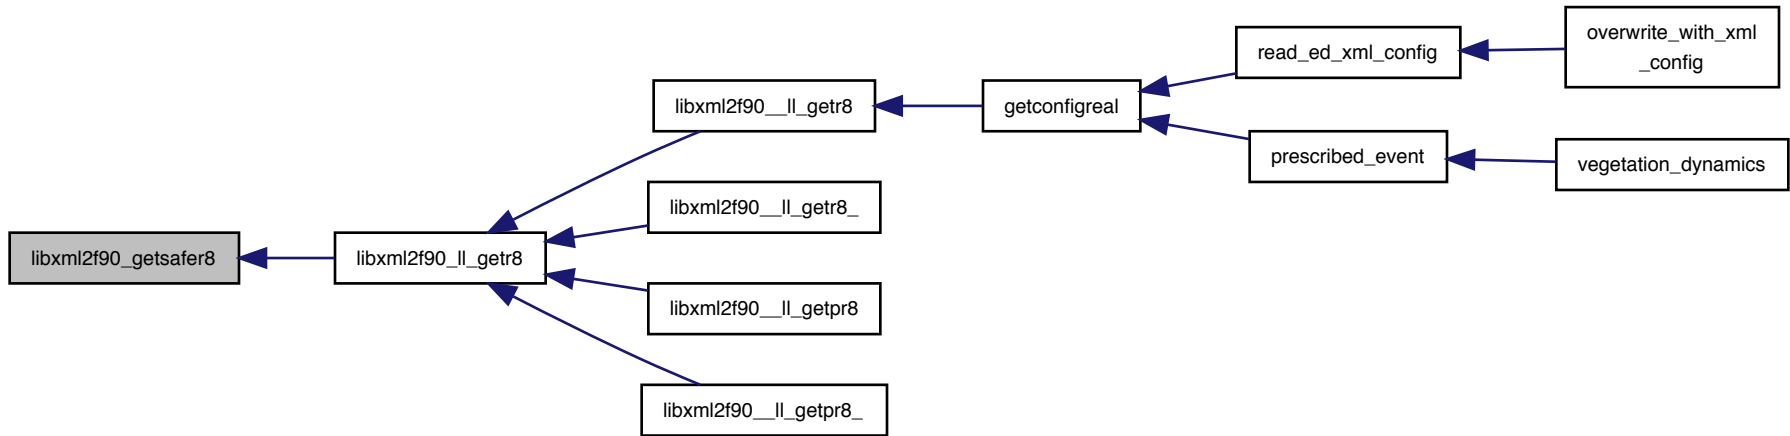 libxml2f90_getsafer8
libxml2f90_ll_getr8
libxml2f90__ll_getr8
libxml2f90__ll_getr8_
libxml2f90__ll_getpr8
libxml2f90__ll_getpr8_
getconfigreal
read_ed_xml_config
prescribed_event
overwrite_with_xml
_config
vegetation_dynamics